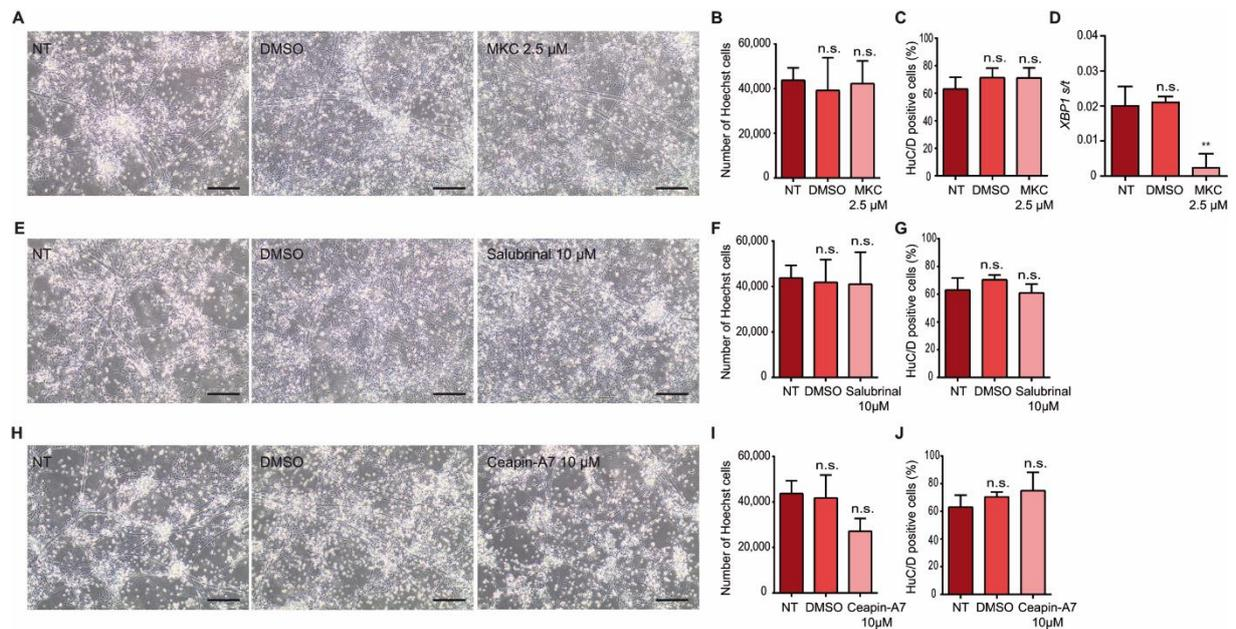 A
NT
DMSO
MKC 2.5 µM
B
Number of Hoechst cells
60,000
40,000
20,000
0
n.s.
n.s.
NT
DMSO
MKC
2.5 µM
C
HuC/D positive cells (%)
100
80
60
40
20
0
n.s.
n.s.
NT
DMSO
MKC
2.5 µM
D
XBP1 s/t
0.04
0.03
0.02
0.01
0.00
n.s.
**
NT
DMSO
MKC
2.5 µM
E
NT
DMSO
Salubrinal 10 µM
F
Number of Hoechst cells
60,000
40,000
20,000
0
n.s.
n.s.
NT
DMSO
Salubrinal
10µM
G
HuC/D positive cells (%)
100
80
60
40
20
0
n.s.
n.s.
NT
DMSO
Salubrinal
10 µM
H
NT
DMSO
Ceapin-A7 10 µM
I
Number of Hoechst cells
60,000
40,000
20,000
0
n.s.
n.s.
NT
DMSO
Ceapin-A7
10µM
J
HuC/D positive cells (%)
100
80
60
40
20
0
n.s.
n.s.
NT
DMSO
Ceapin-A7
10µM